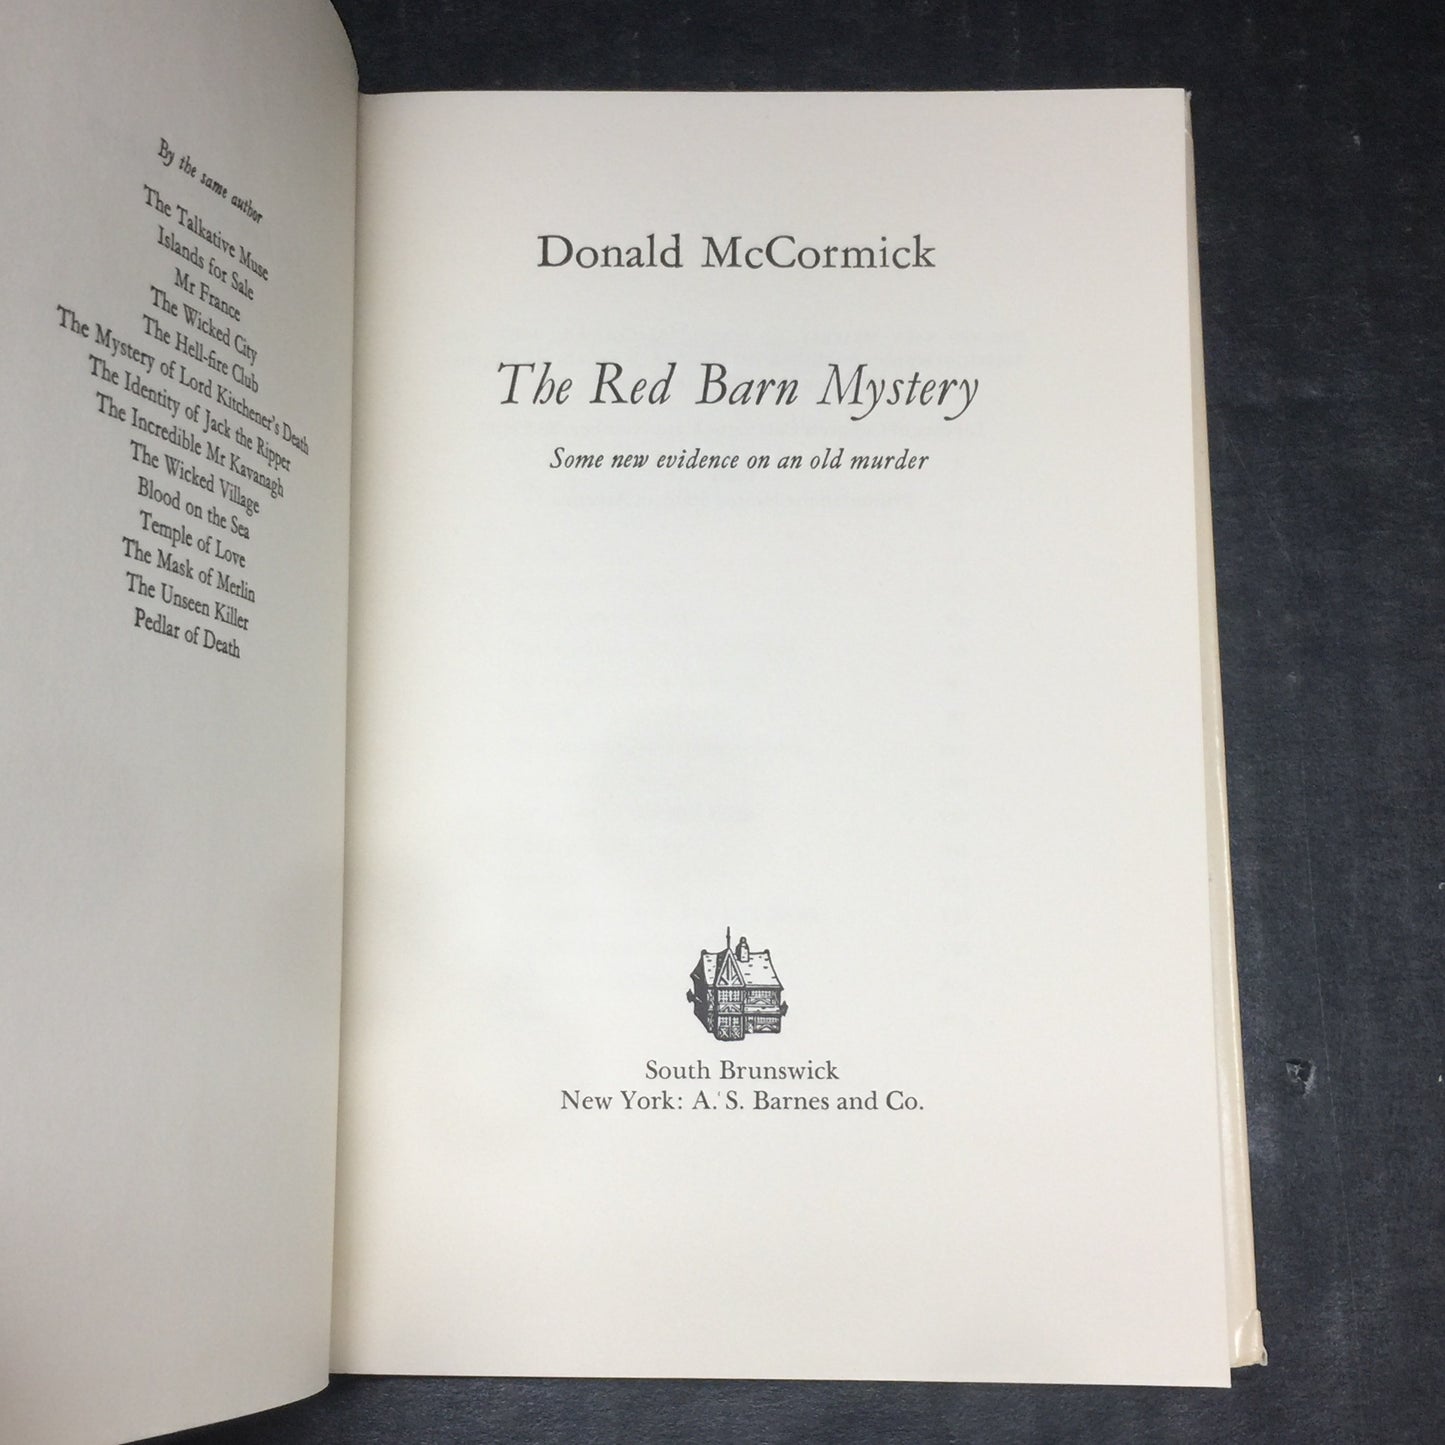 By the same author
The Talkative Muse
Islands for Sale
Mr France
The Wicked City
The Hell-fire Club
The Mystery of Lord Kitchener's Death
The Identity of Jack the Ripper
The Incredible Mr Kavanagh
The Wicked Village
Blood on the Sea
Temple of Love
The Mask of Merlin
The Unseen Killer
Pedlar of Death
Donald McCormick
The Red Barn Mystery
Some new evidence on an old murder
South Brunswick
New York: A. S. Barnes and Co.